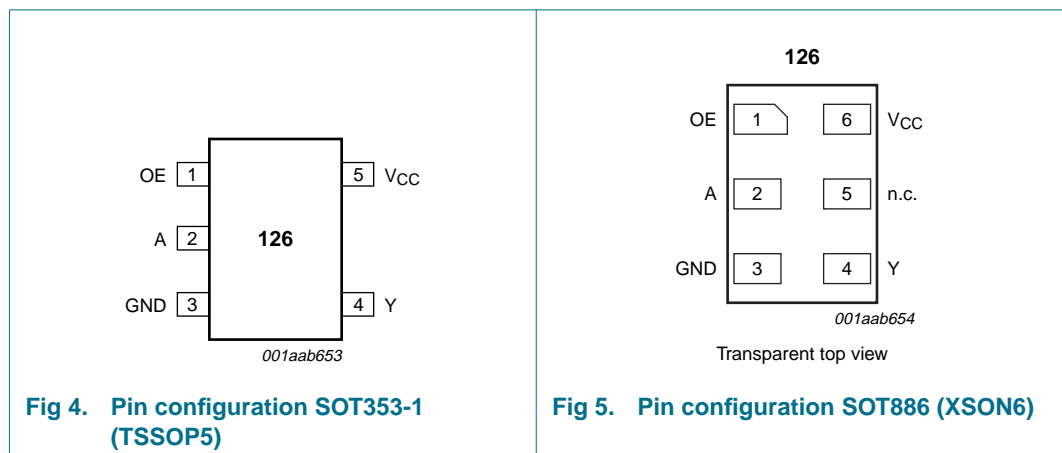 OE 1
5 VCC
A 2
126
GND 3
4 Y
001aab653
Fig 4. Pin configuration SOT353-1
(TSSOP5)
126
OE 1
6 VCC
A 2
5 n.c.
GND 3
4 Y
001aab654
Transparent top view
Fig 5. Pin configuration SOT886 (XSON6)